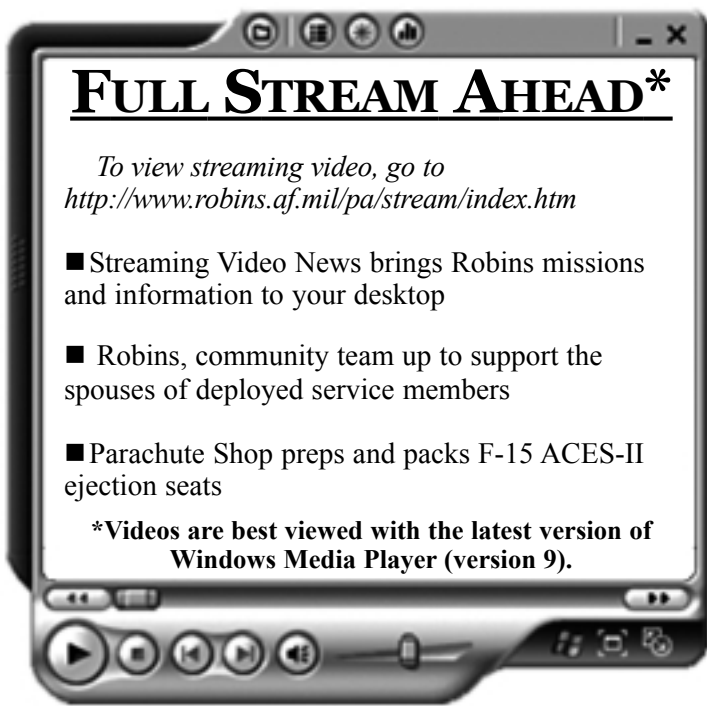 FULL STREAM AHEAD*
To view streaming video, go to
http://www.robins.af.mil/pa/stream/index.htm
■ Streaming Video News brings Robins missions
and information to your desktop
■ Robins, community team up to support the
spouses of deployed service members
■ Parachute Shop preps and packs F-15 ACES-II
ejection seats
*Videos are best viewed with the latest version of
Windows Media Player (version 9).